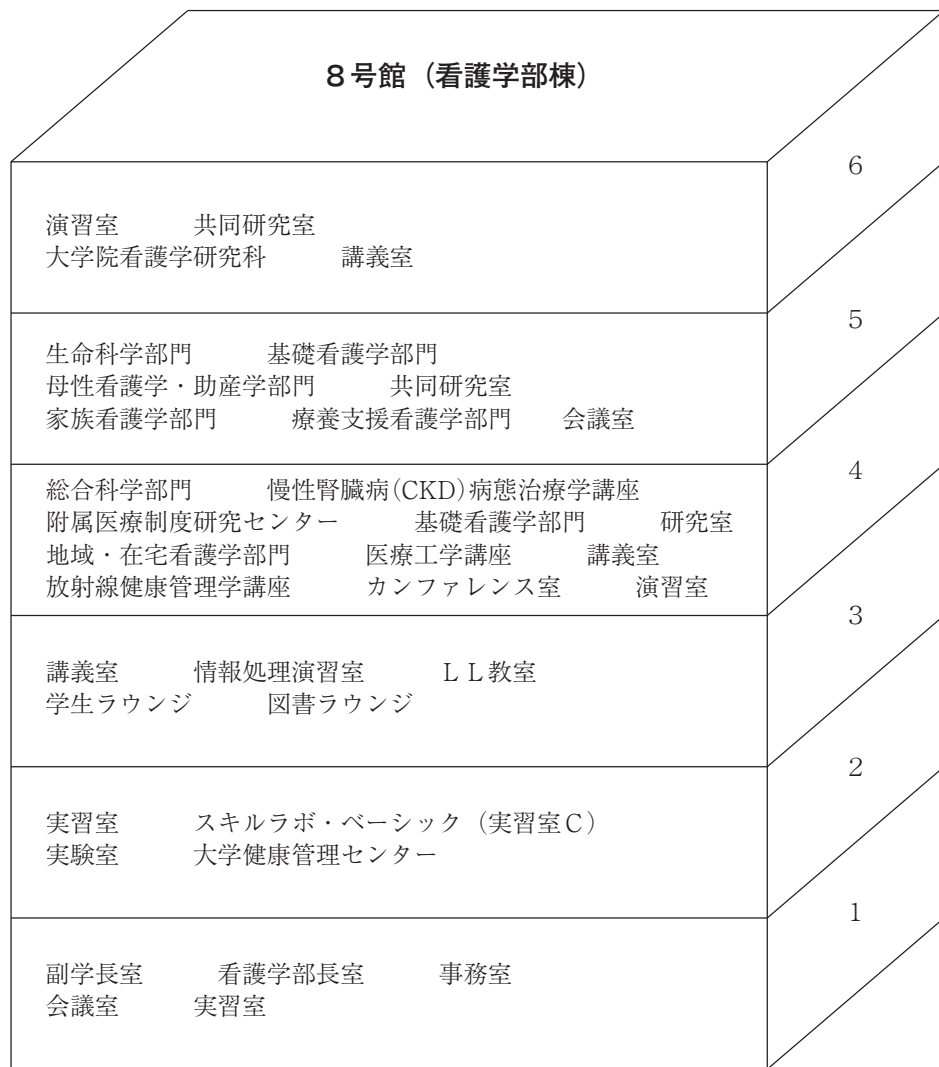 8号館（看護学部棟）
6
演習室　共同研究室
大学院看護学研究科　講義室
5
生命科学部門　基礎看護学部門
母性看護学・助産学部門　共同研究室
家族看護学部門　療養支援看護学部門　会議室
4
総合科学部門　慢性腎臓病(CKD)病態治療学講座
附属医療制度研究センター　基礎看護学部門　研究室
地域・在宅看護学部門　医療工学講座　講義室
放射線健康管理学講座　カンファレンス室　演習室
3
講義室　情報処理演習室　ＬＬ教室
学生ラウンジ　図書ラウンジ
2
実習室　スキルラボ・ベーシック（実習室Ｃ）
実験室　大学健康管理センター
1
副学長室　看護学部長室　事務室
会議室　実習室